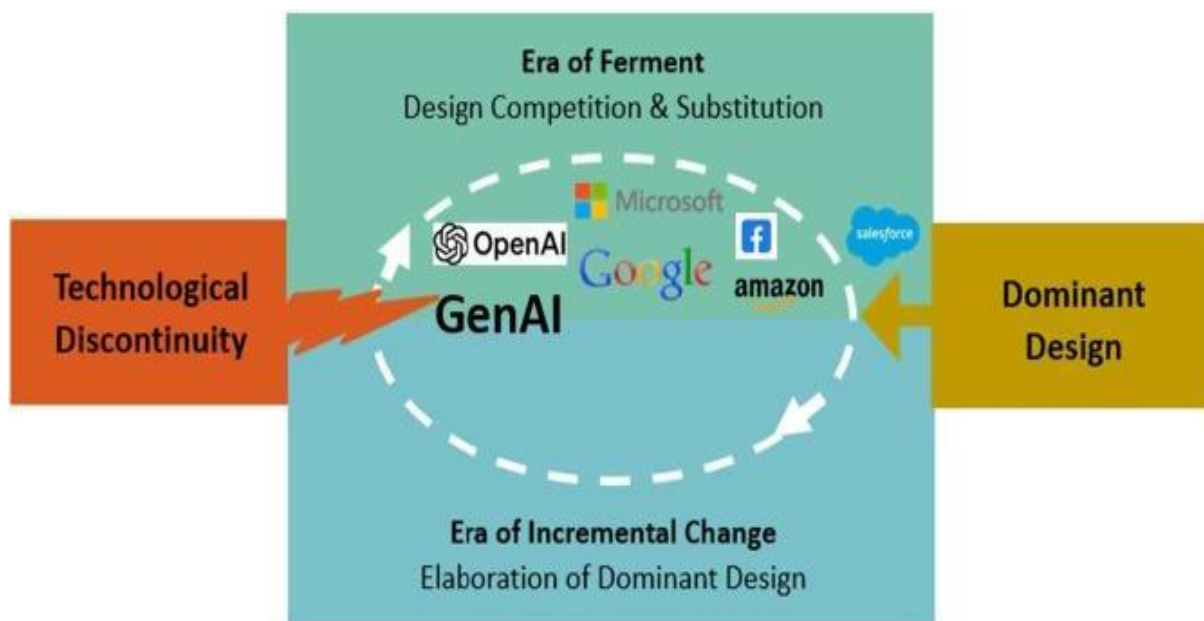 Era of Ferment
Design Competition & Substitution
Microsoft
OpenAI
Google
amazon
salesforce
GenAI
Technological
Discontinuity
Dominant
Design
Era of Incremental Change
Elaboration of Dominant Design